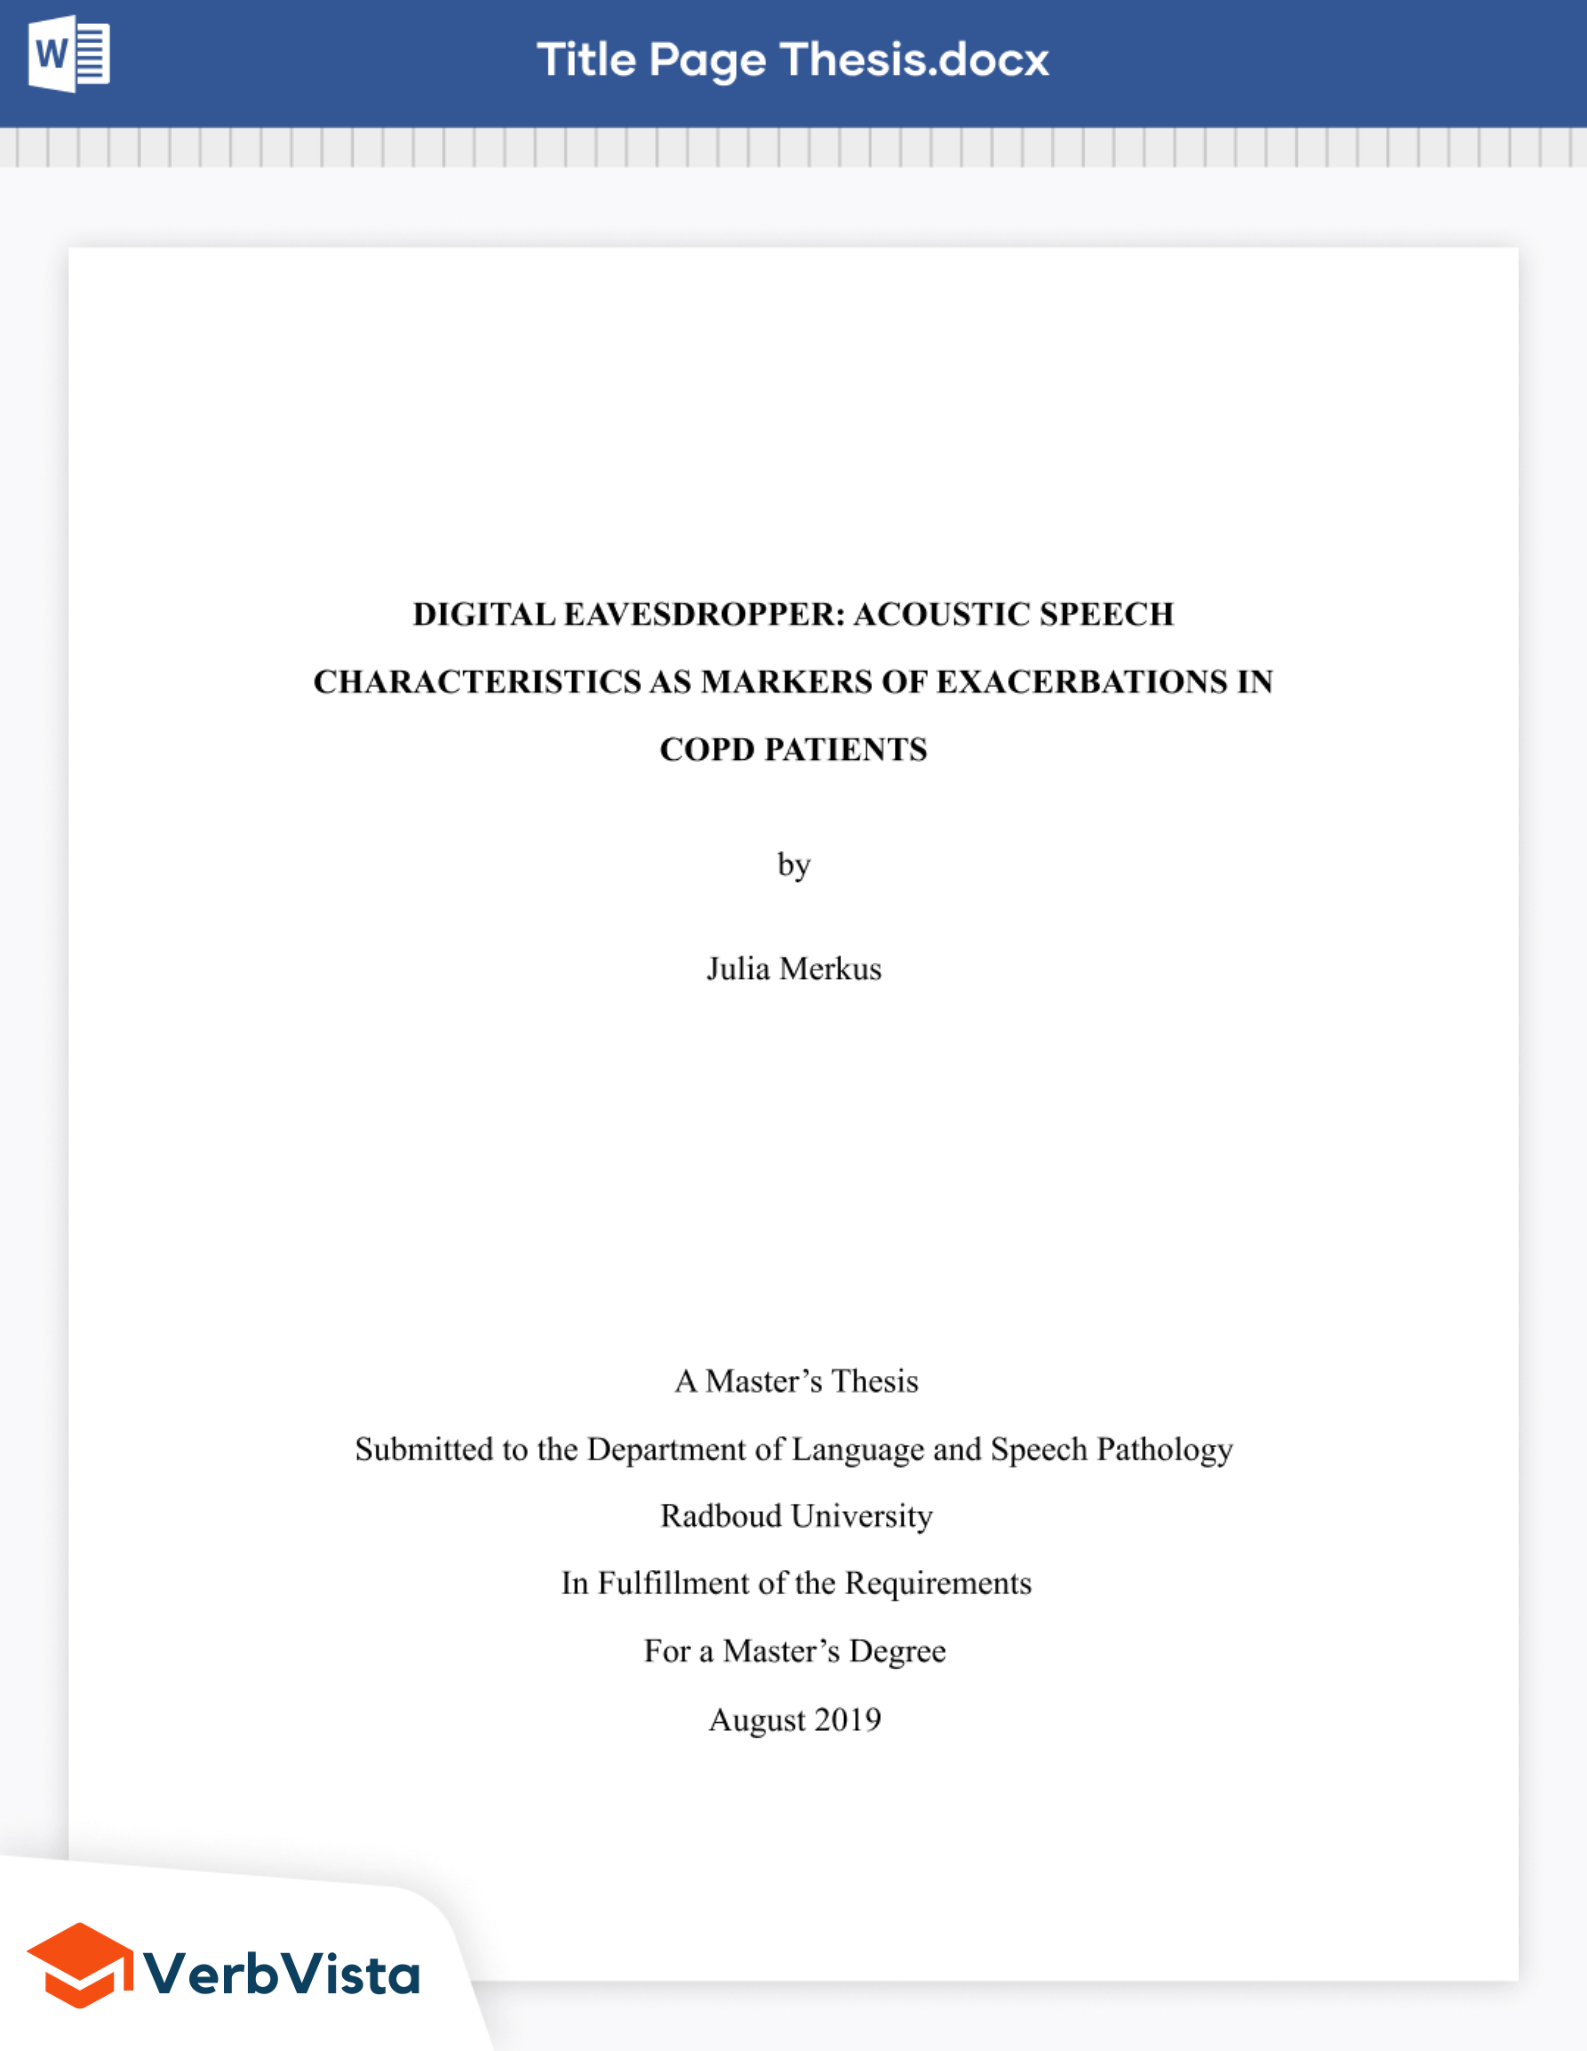 W
Title Page Thesis.docx
DIGITAL EAVESDROPPER: ACOUSTIC SPEECH
CHARACTERISTICS AS MARKERS OF EXACERBATIONS IN
COPD PATIENTS
by
Julia Merkus
A Master’s Thesis
Submitted to the Department of Language and Speech Pathology
Radboud University
In Fulfillment of the Requirements
For a Master’s Degree
August 2019
VerbVista